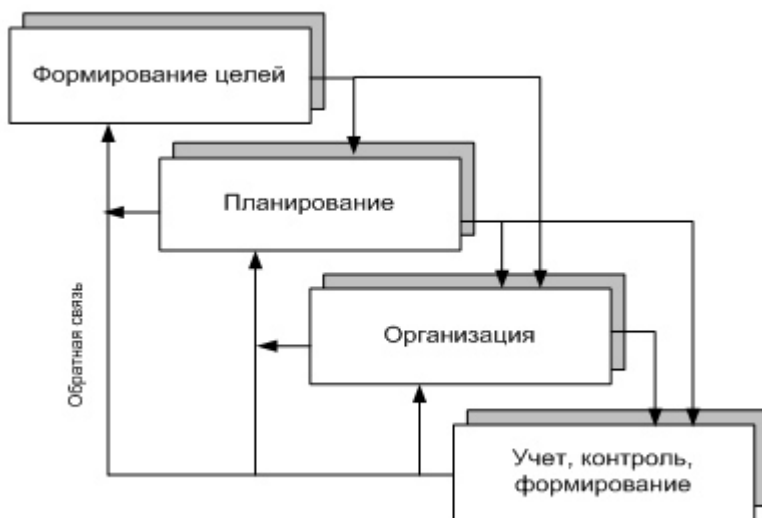 Формирование целей
Планирование
Организация
Обратная связь
Учет, контроль,
формирование